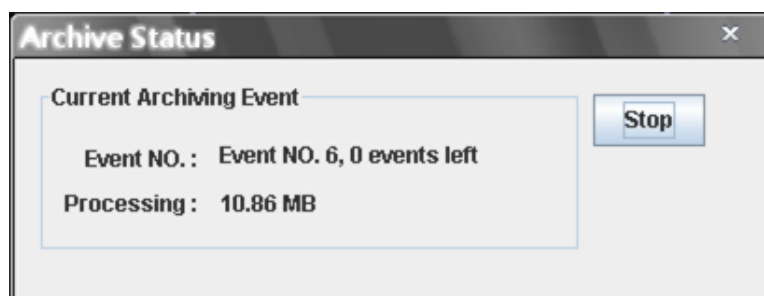 Archive Status
Current Archiving Event
Stop
Event NO. : Event NO. 6, 0 events left
Processing : 10.86 MB